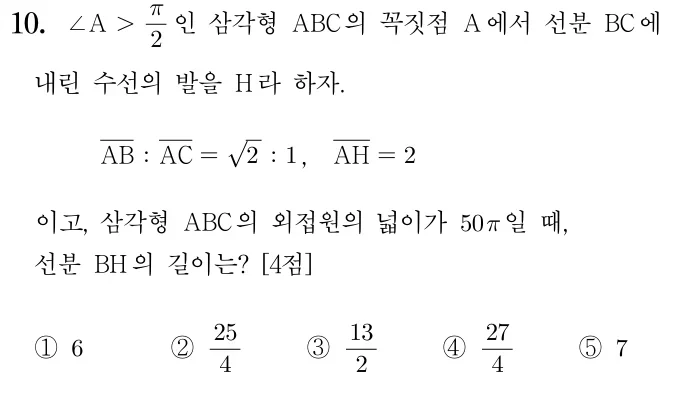 10. ∠A > π/2 인 삼각형 ABC의 꼭짓점 A에서 선분 BC에
내린 수선의 발을 H라 하자.
A̅B̅ : A̅C̅ = √2 : 1, A̅H̅ = 2
이고, 삼각형 ABC의 외접원의 넓이가 50π일 때,
선분 BH의 길이는? [4점]
① 6 ② 25/4 ③ 13/2 ④ 27/4 ⑤ 7